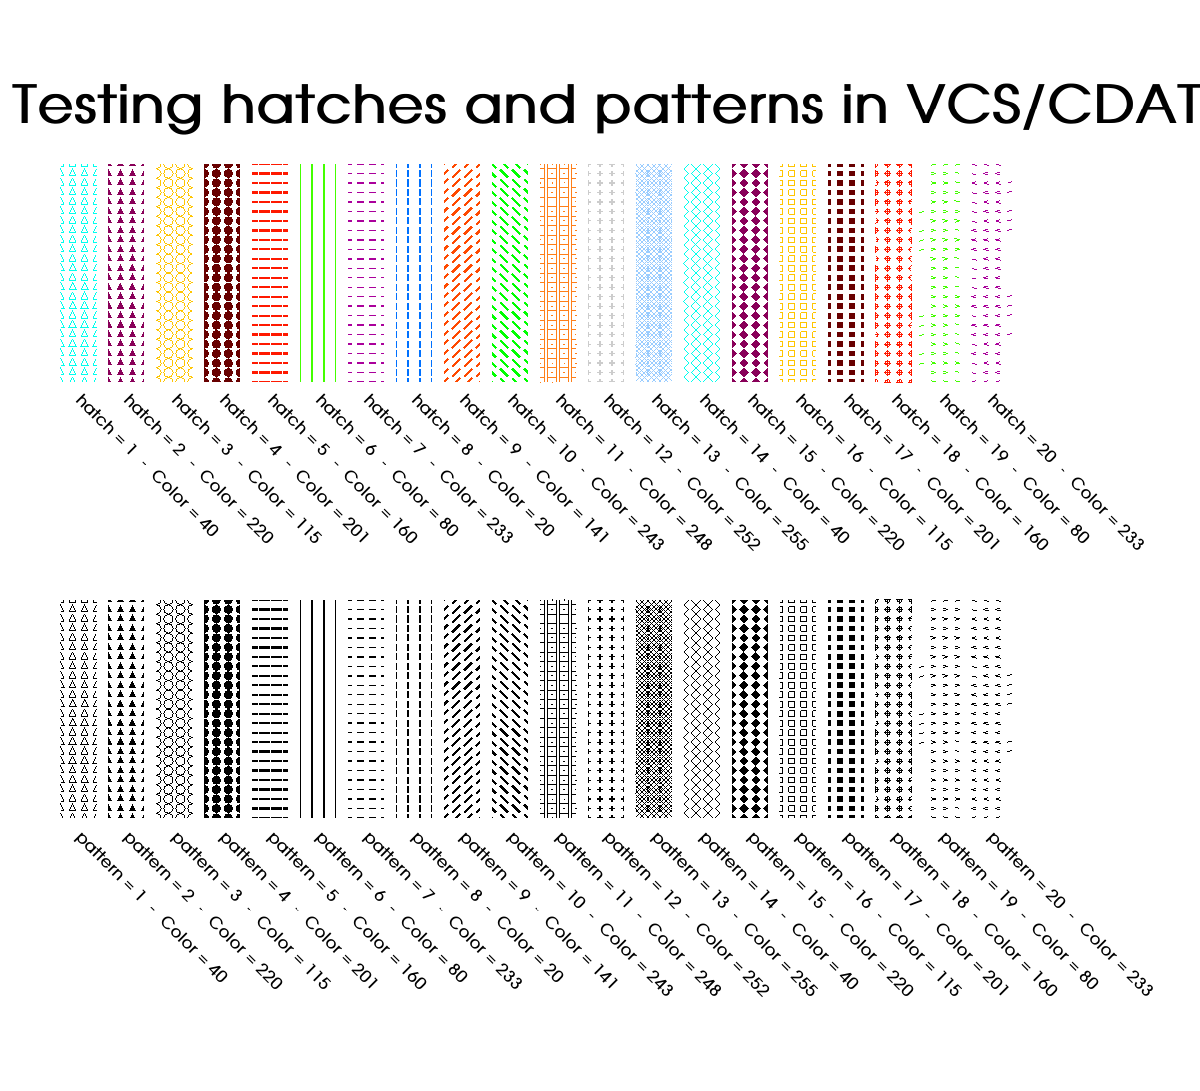 Testing hatches and patterns in VCS/CDAT
hatch = 1 - Color = 40
hatch = 2 - Color = 220
hatch = 3 - Color = 115
hatch = 4 - Color = 201
hatch = 5 - Color = 160
hatch = 6 - Color = 80
hatch = 7 - Color = 233
hatch = 8 - Color = 20
hatch = 9 - Color = 141
hatch = 10 - Color = 243
hatch = 11 - Color = 248
hatch = 12 - Color = 252
hatch = 13 - Color = 255
hatch = 14 - Color = 40
hatch = 15 - Color = 220
hatch = 16 - Color = 115
hatch = 17 - Color = 201
hatch = 18 - Color = 160
hatch = 19 - Color = 80
hatch = 20 - Color = 233
pattern = 1 - Color = 40
pattern = 2 - Color = 220
pattern = 3 - Color = 115
pattern = 4 - Color = 201
pattern = 5 - Color = 160
pattern = 6 - Color = 80
pattern = 7 - Color = 233
pattern = 8 - Color = 20
pattern = 9 - Color = 141
pattern = 10 - Color = 243
pattern = 11 - Color = 248
pattern = 12 - Color = 252
pattern = 13 - Color = 255
pattern = 14 - Color = 40
pattern = 15 - Color = 220
pattern = 16 - Color = 115
pattern = 17 - Color = 201
pattern = 18 - Color = 160
pattern = 19 - Color = 80
pattern = 20 - Color = 233